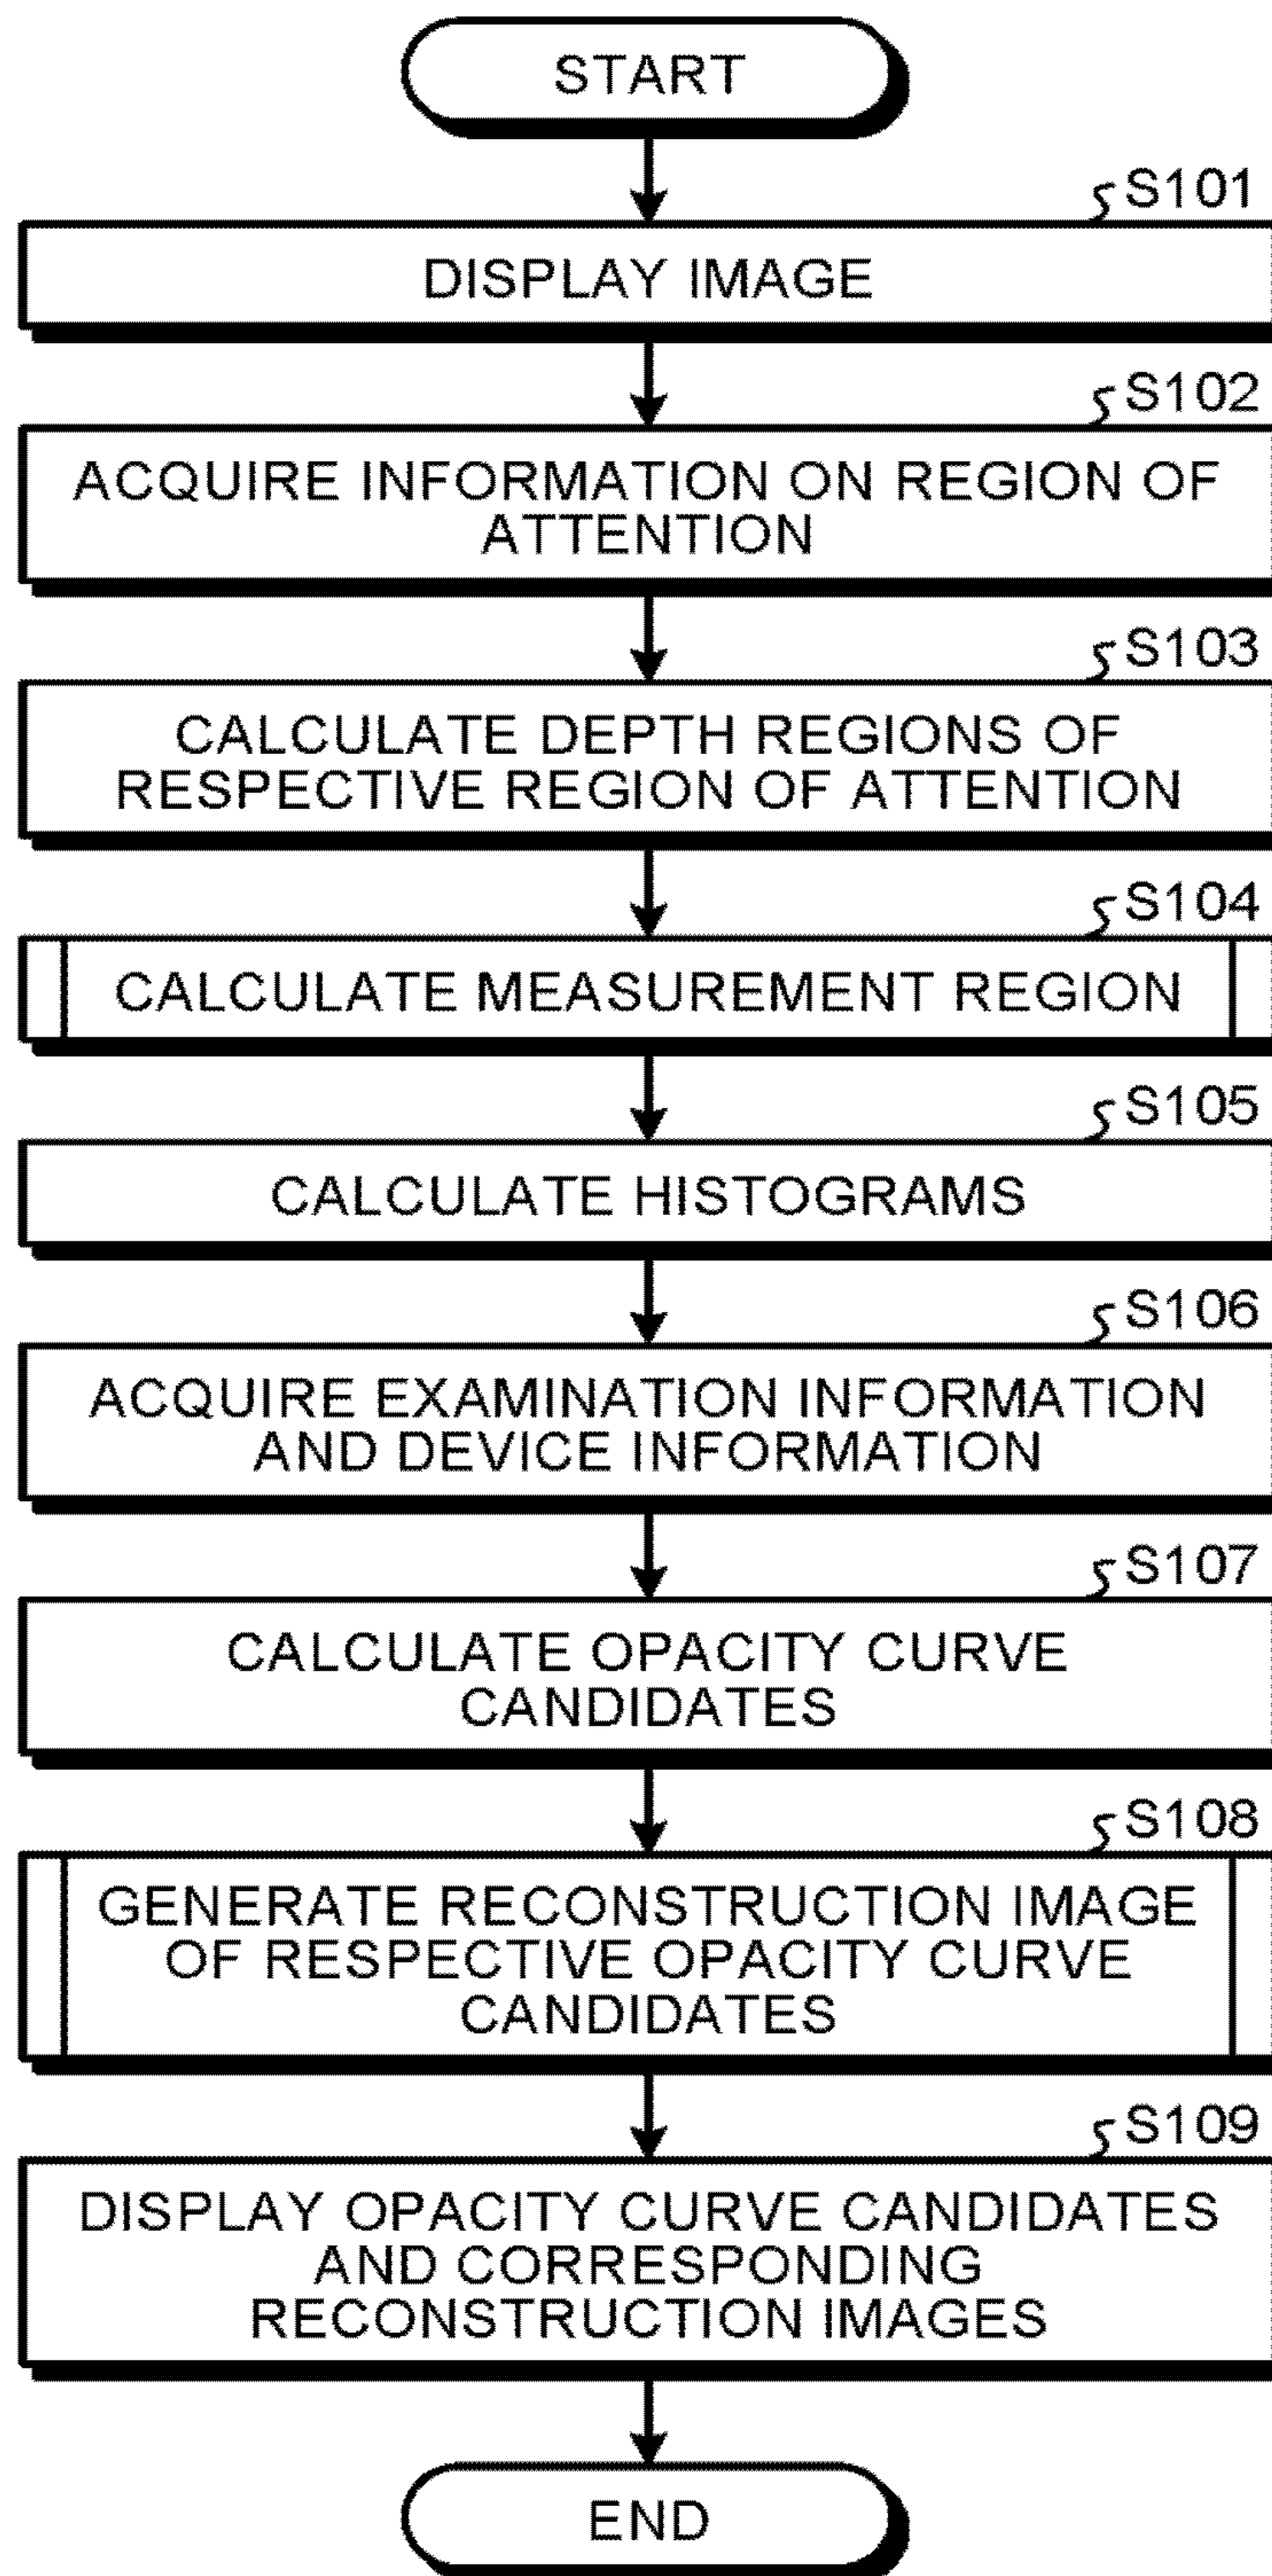 START
S101
DISPLAY IMAGE
S102
ACQUIRE INFORMATION ON REGION OF
ATTENTION
S103
CALCULATE DEPTH REGIONS OF
RESPECTIVE REGION OF ATTENTION
S104
CALCULATE MEASUREMENT REGION
S105
CALCULATE HISTOGRAMS
S106
ACQUIRE EXAMINATION INFORMATION
AND DEVICE INFORMATION
S107
CALCULATE OPACITY CURVE
CANDIDATES
S108
GENERATE RECONSTRUCTION IMAGE
OF RESPECTIVE OPACITY CURVE
CANDIDATES
S109
DISPLAY OPACITY CURVE CANDIDATES
AND CORRESPONDING
RECONSTRUCTION IMAGES
END